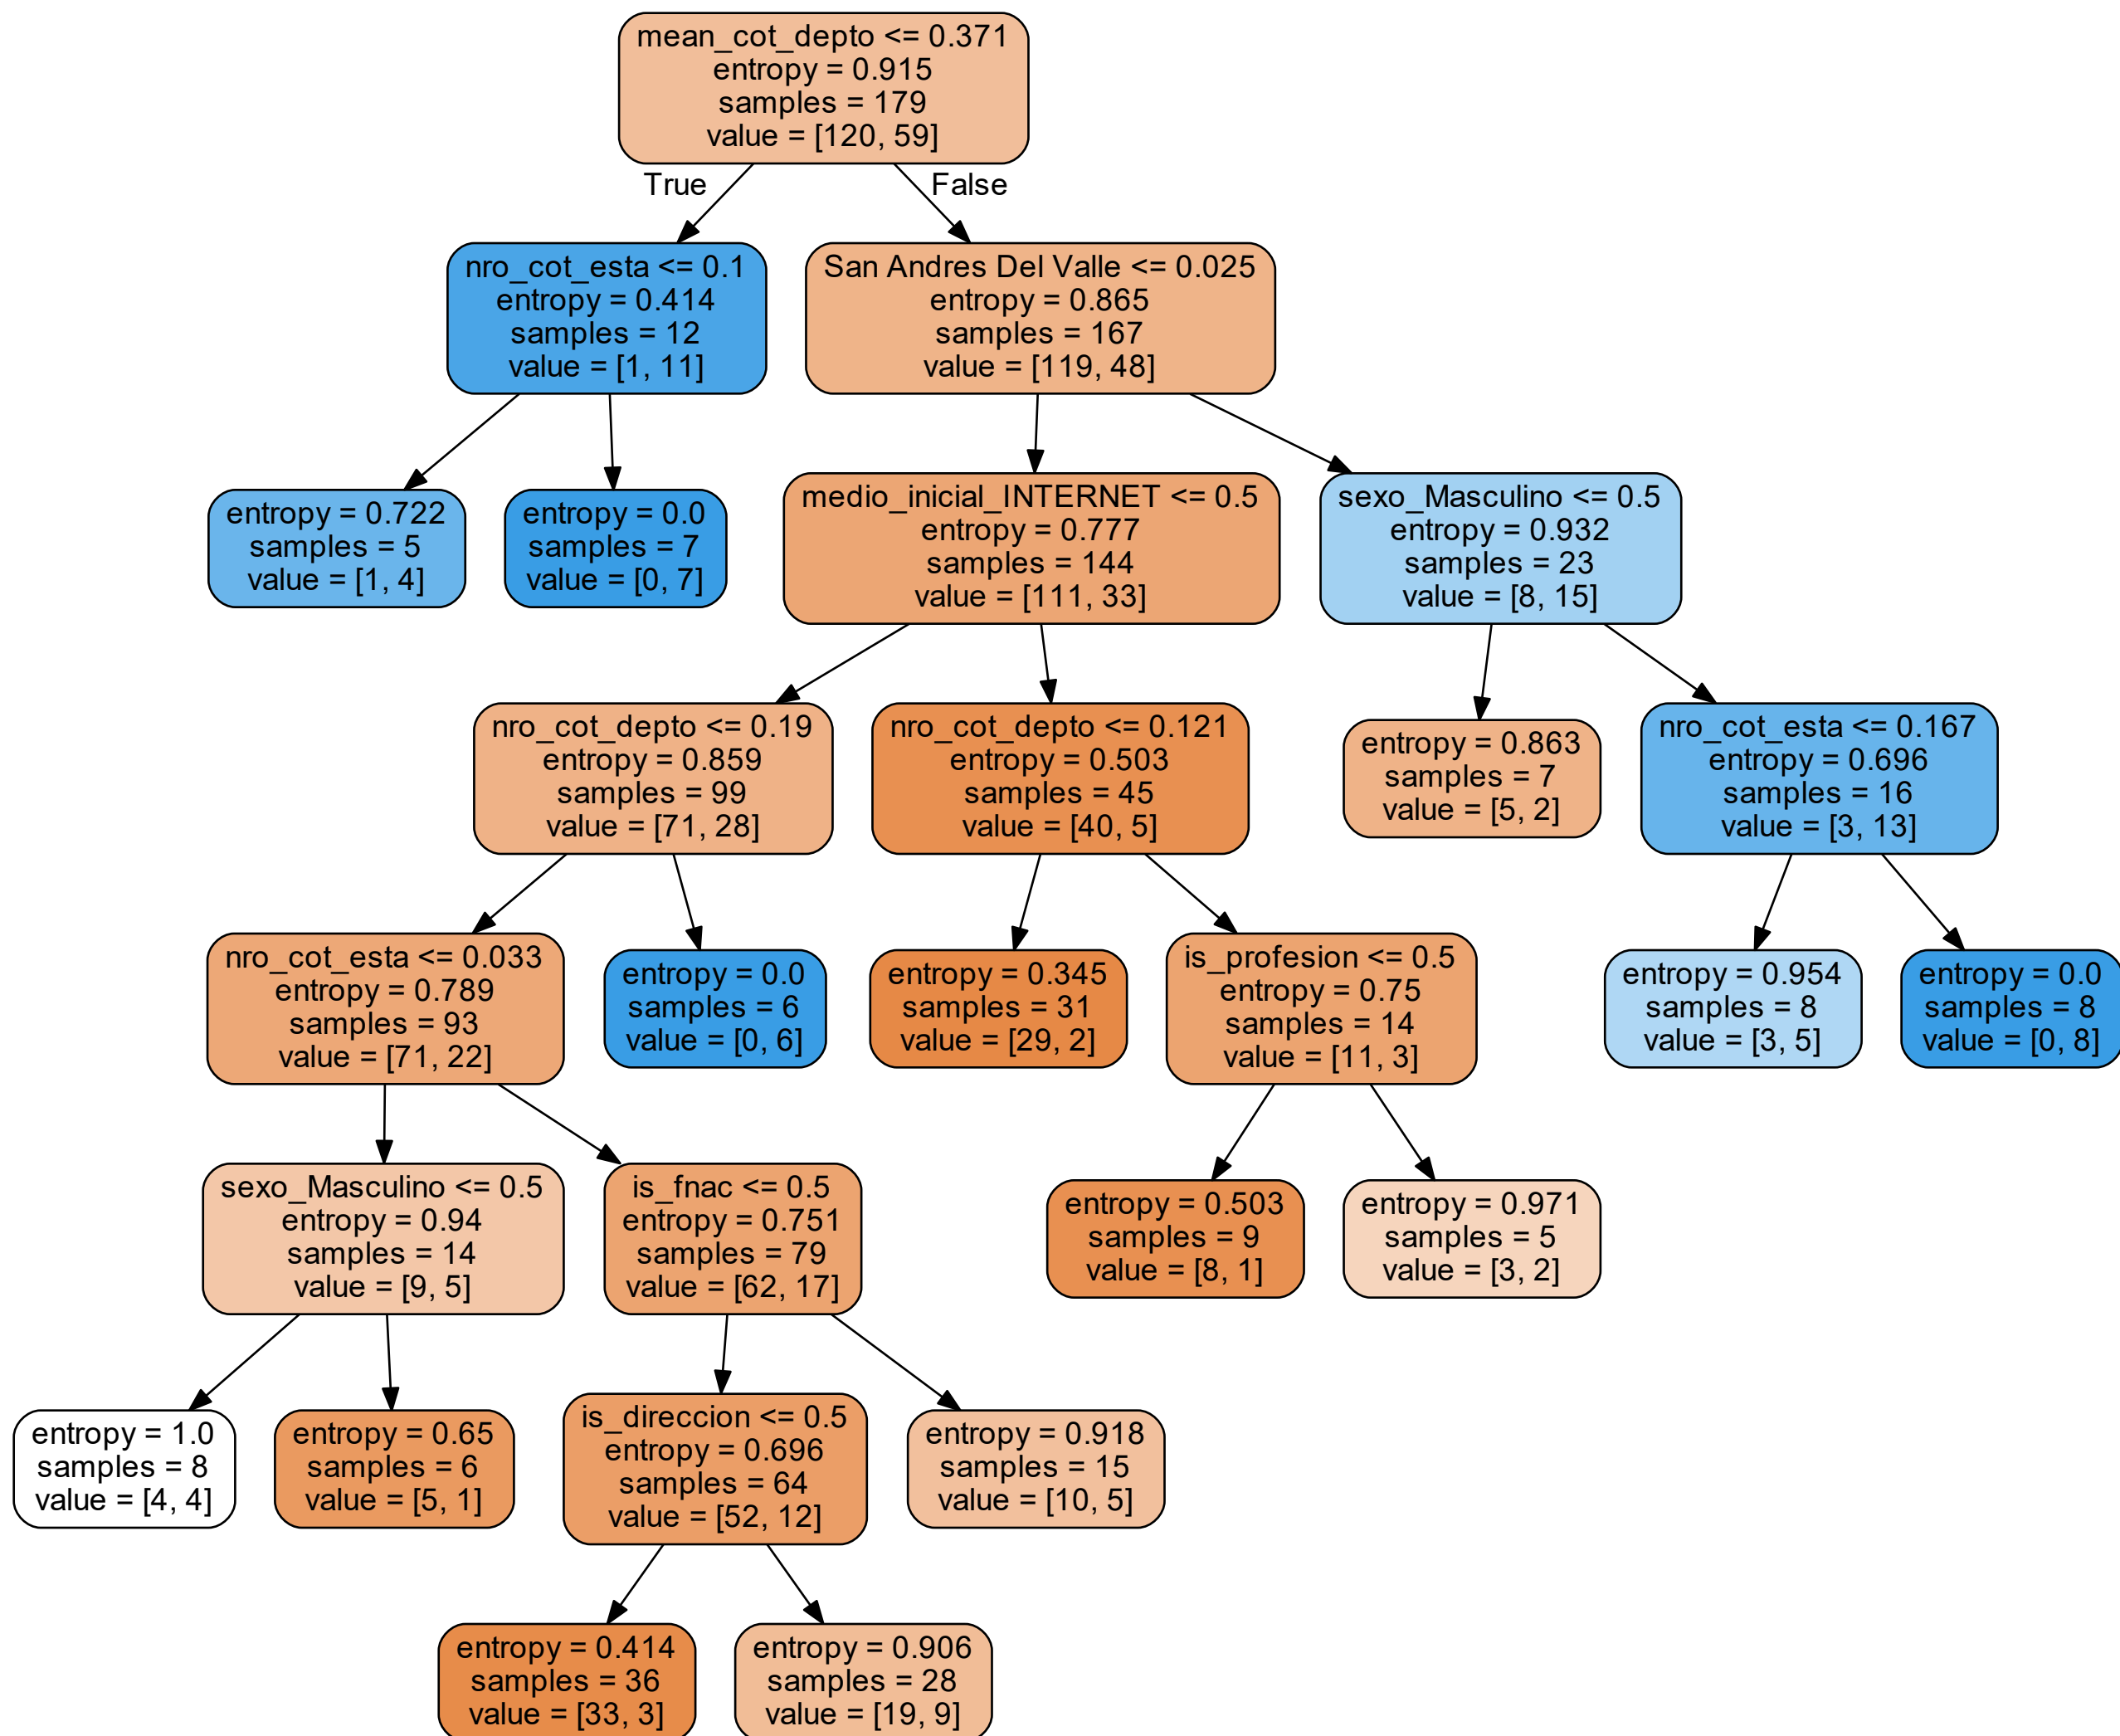 mean_cot_depto <= 0.371
entropy = 0.915
samples = 179
value = [120, 59]
True
False
nro_cot_esta <= 0.1
entropy = 0.414
samples = 12
value = [1, 11]
San Andres Del Valle <= 0.025
entropy = 0.865
samples = 167
value = [119, 48]
entropy = 0.722
samples = 5
value = [1, 4]
entropy = 0.0
samples = 7
value = [0, 7]
medio_inicial_INTERNET <= 0.5
entropy = 0.777
samples = 144
value = [111, 33]
sexo_Masculino <= 0.5
entropy = 0.932
samples = 23
value = [8, 15]
nro_cot_depto <= 0.19
entropy = 0.859
samples = 99
value = [71, 28]
nro_cot_depto <= 0.121
entropy = 0.503
samples = 45
value = [40, 5]
entropy = 0.863
samples = 7
value = [5, 2]
nro_cot_esta <= 0.167
entropy = 0.696
samples = 16
value = [3, 13]
nro_cot_esta <= 0.033
entropy = 0.789
samples = 93
value = [71, 22]
entropy = 0.0
samples = 6
value = [0, 6]
entropy = 0.345
samples = 31
value = [29, 2]
is_profesion <= 0.5
entropy = 0.75
samples = 14
value = [11, 3]
entropy = 0.954
samples = 8
value = [3, 5]
entropy = 0.0
samples = 8
value = [0, 8]
sexo_Masculino <= 0.5
entropy = 0.94
samples = 14
value = [9, 5]
is_fnac <= 0.5
entropy = 0.751
samples = 79
value = [62, 17]
entropy = 0.503
samples = 9
value = [8, 1]
entropy = 0.971
samples = 5
value = [3, 2]
entropy = 1.0
samples = 8
value = [4, 4]
entropy = 0.65
samples = 6
value = [5, 1]
is_direccion <= 0.5
entropy = 0.696
samples = 64
value = [52, 12]
entropy = 0.918
samples = 15
value = [10, 5]
entropy = 0.414
samples = 36
value = [33, 3]
entropy = 0.906
samples = 28
value = [19, 9]